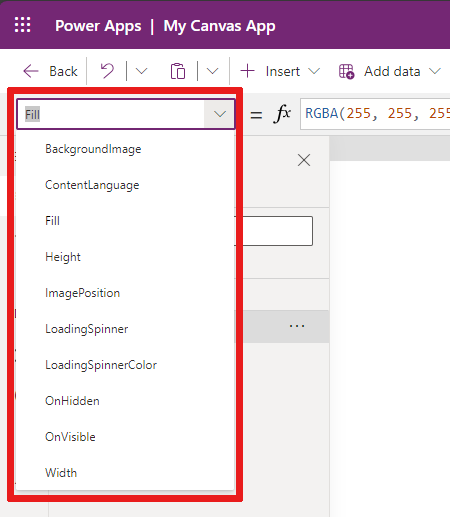 Power Apps | My Canvas App
Back Insert Add data
Fill = fx RGBA(255, 255, 255
BackgroundImage
ContentLanguage
Fill
Height
ImagePosition
LoadingSpinner
LoadingSpinnerColor
OnHidden
OnVisible
Width